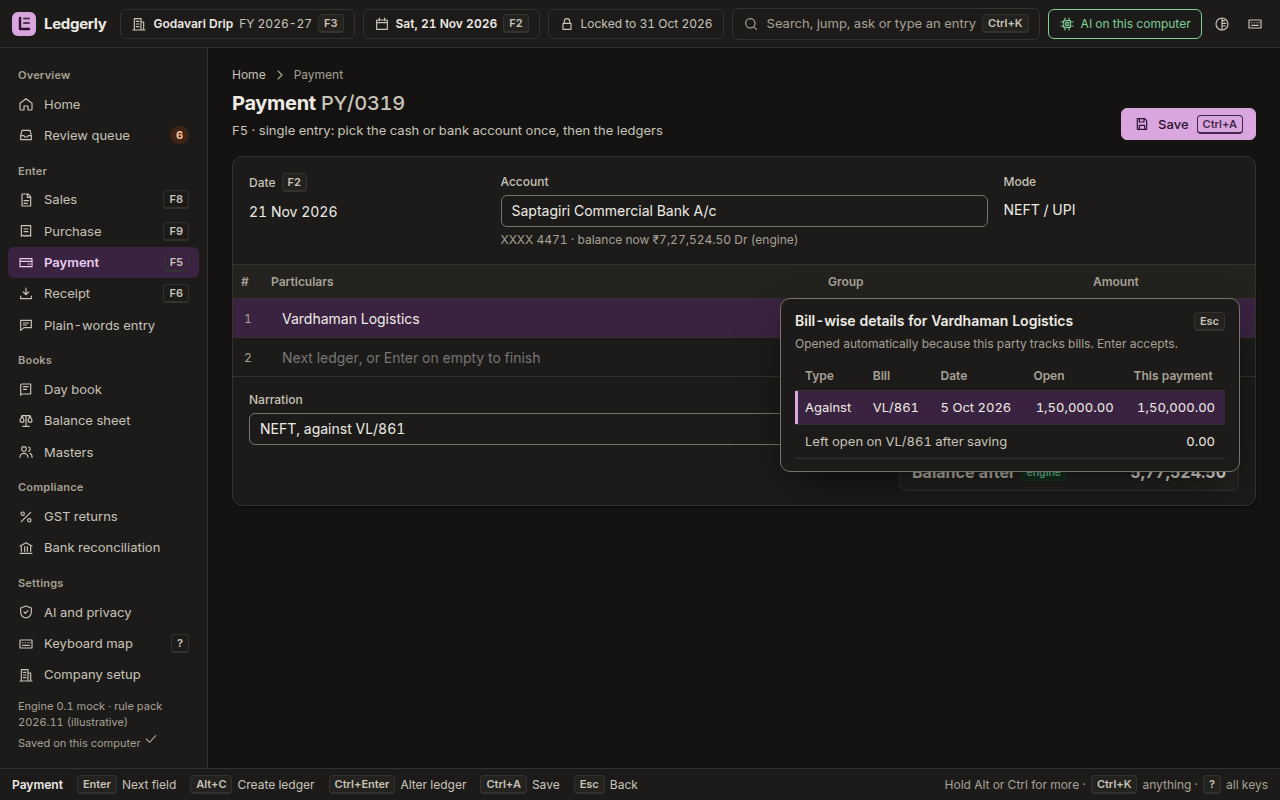 Ledgerly
Godavari Drip FY 2026-27 F3
Sat, 21 Nov 2026 F2
Locked to 31 Oct 2026
Search, jump, ask or type an entry Ctrl+K
AI on this computer
Overview
Home
Review queue 6
Enter
Sales F8
Purchase F9
Payment F5
Receipt F6
Plain-words entry
Books
Day book
Balance sheet
Masters
Compliance
GST returns
Bank reconciliation
Settings
AI and privacy
Keyboard map ?
Company setup
Engine 0.1 mock · rule pack
2026.11 (illustrative)
Saved on this computer
Home > Payment
Payment PY/0319
F5 · single entry: pick the cash or bank account once, then the ledgers
Save Ctrl+A
Date F2
21 Nov 2026
Account
Saptagiri Commercial Bank A/c
XXXX 4471 · balance now ₹7,27,524.50 Dr (engine)
Mode
NEFT / UPI
# Particulars Group Amount
1 Vardhaman Logistics
2 Next ledger, or Enter on empty to finish
Narration
NEFT, against VL/861
Bill-wise details for Vardhaman Logistics Esc
Opened automatically because this party tracks bills. Enter accepts.
Type Bill Date Open This payment
Against VL/861 5 Oct 2026 1,50,000.00 1,50,000.00
Left open on VL/861 after saving 0.00
Balance after engine 5,77,524.50
Payment Enter Next field Alt+C Create ledger Ctrl+Enter Alter ledger Ctrl+A Save Esc Back
Hold Alt or Ctrl for more · Ctrl+K anything · ? all keys